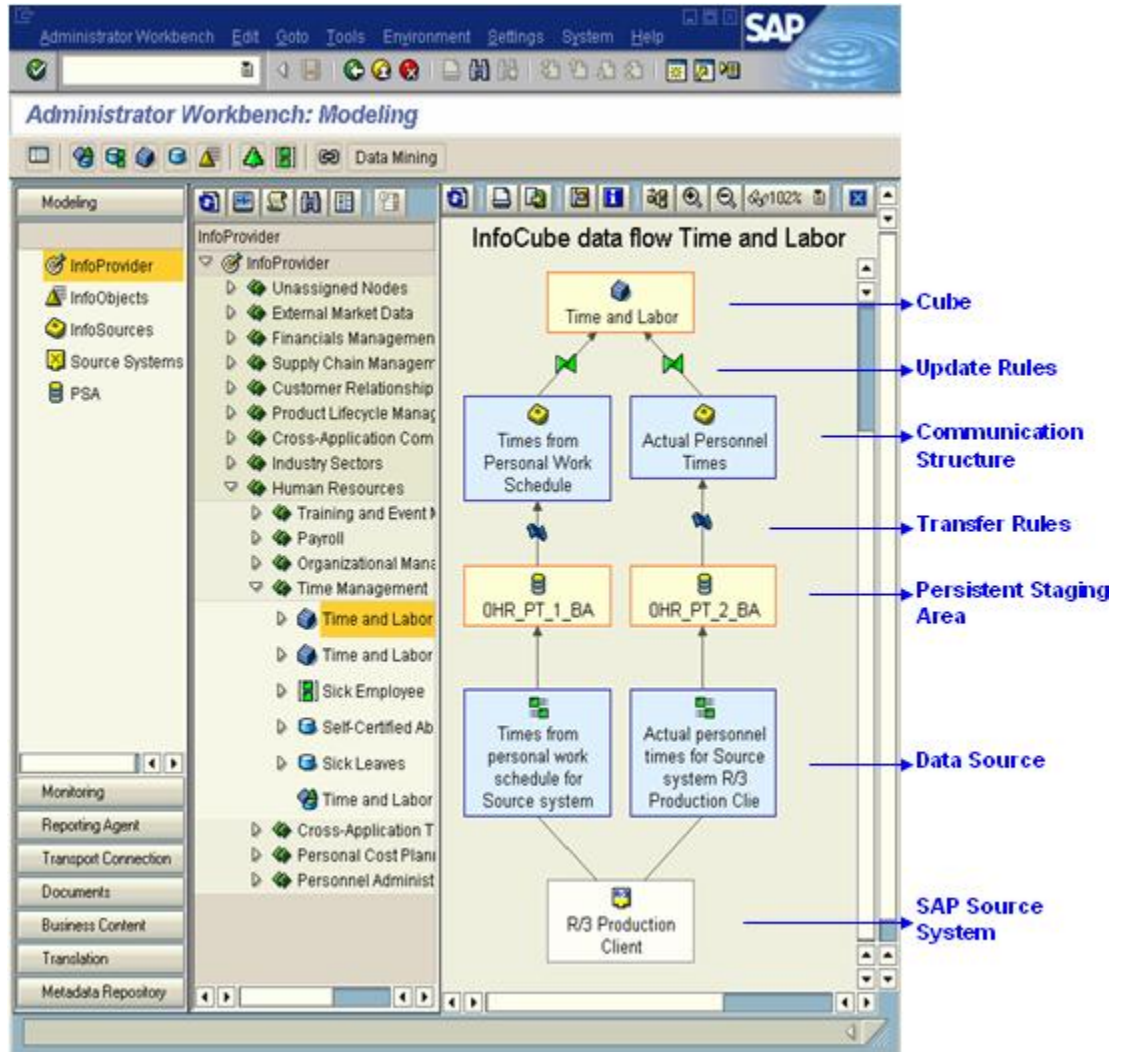 Administrator Workbench Edit Goto Tools Environment Settings System Help
SAP
Administrator Workbench: Modeling
Data Mining
Modeling
InfoProvider
InfoObjects
InfoSources
Source Systems
PSA
Monitoring
Reporting Agent
Transport Connection
Documents
Business Content
Translation
Metadata Repository
InfoProvider
InfoProvider
Unassigned Nodes
External Market Data
Financials Managemen
Supply Chain Managem
Customer Relationship
Product Lifecycle Manag
Cross-Application Com
Industry Sectors
Human Resources
Training and Event M
Payroll
Organizational Mana
Time Management
Time and Labor
Time and Labor
Sick Employee
Self-Certified Ab
Sick Leaves
Time and Labor
Cross-Application T
Personal Cost Plann
Personnel Administ
102%
InfoCube data flow Time and Labor
Time and Labor
Times from
Personal Work
Schedule
Actual Personnel
Times
0HR_PT_1_BA
0HR_PT_2_BA
Times from
personal work
schedule for
Source system
Actual personnel
times for Source
system R/3
Production Clie
R/3 Production
Client
Cube
Update Rules
Communication
Structure
Transfer Rules
Persistent Staging
Area
Data Source
SAP Source
System